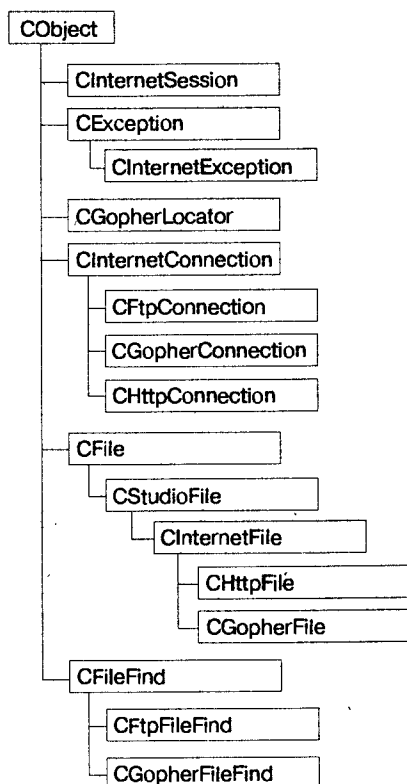 CObject
CInternetSession
CException
CInternetException
CGopherLocator
CInternetConnection
CFtpConnection
CGopherConnection
CHttpConnection
CFile
CStudioFile
CInternetFile
CHttpFile
CGopherFile
CFileFind
CFtpFileFind
CGopherFileFind